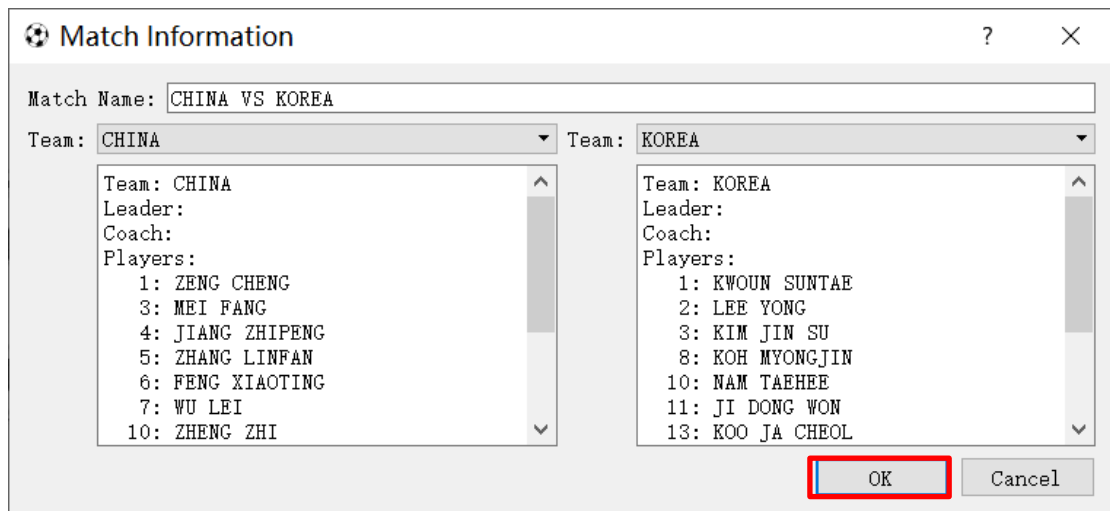 Match Information
Match Name: CHINA VS KOREA
Team: CHINA
Team: KOREA
Team: CHINA
Leader:
Coach:
Players:
1: ZENG CHENG
3: MEI FANG
4: JIANG ZHIPENG
5: ZHANG LINFAN
6: FENG XIAOTING
7: WU LEI
10: ZHENG ZHI
Team: KOREA
Leader:
Coach:
Players:
1: KWOUN SUNTAE
2: LEE YONG
3: KIM JIN SU
8: KOH MYONGJIN
10: NAM TAEHEE
11: JI DONG WON
13: KOO JA CHEOL
OK
Cancel